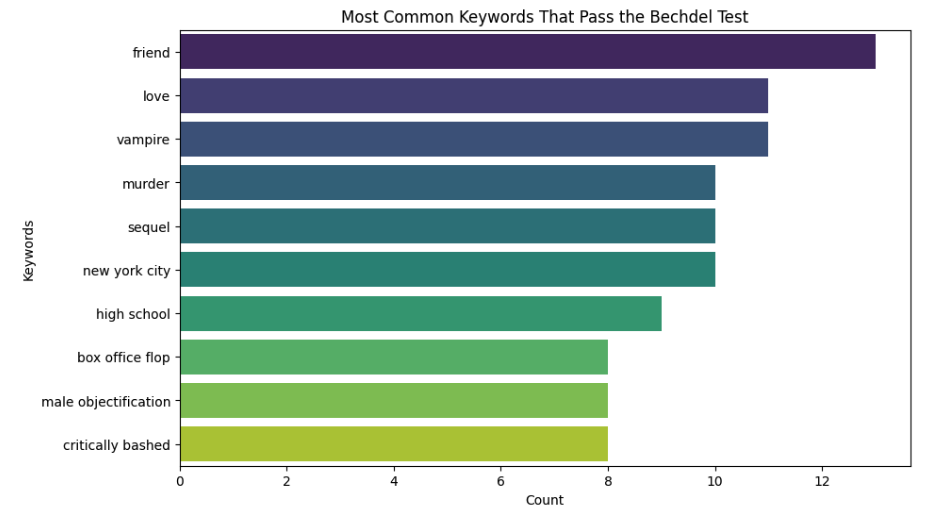 Most Common Keywords That Pass the Bechdel Test
friend
love
vampire
murder
sequel
new york city
high school
box office flop
male objectification
critically bashed
Keywords
0 2 4 6 8 10 12
Count